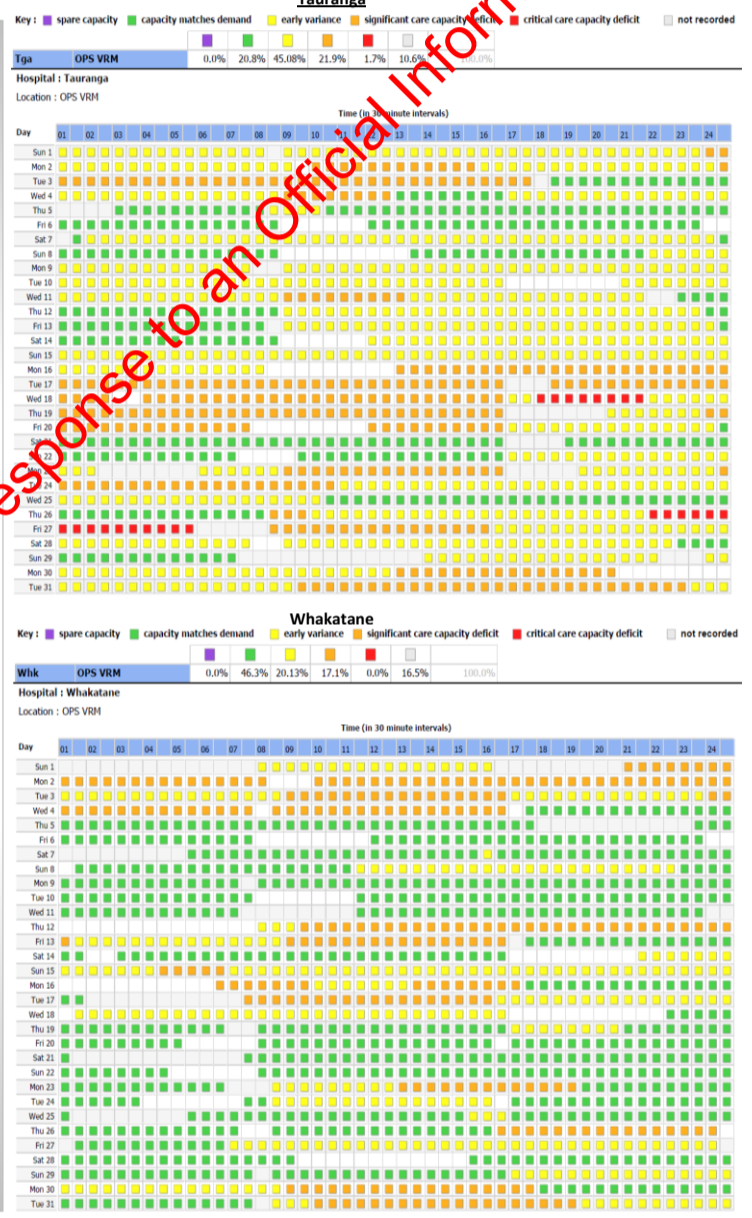 Tauranga
Key : spare capacity capacity matches demand early variance significant care capacity deficit critical care capacity deficit not recorded
Tga OPS VRM 0.0% 20.8% 45.08% 21.9% 1.7% 10.6% 100.0%
Hospital : Tauranga
Location : OPS VRM
Time (in 30 minute intervals)
Day 01 02 03 04 05 06 07 08 09 10 11 12 13 14 15 16 17 18 19 20 21 22 23 24
Sun 1
Mon 2
Tue 3
Wed 4
Thu 5
Fri 6
Sat 7
Sun 8
Mon 9
Tue 10
Wed 11
Thu 12
Fri 13
Sat 14
Sun 15
Mon 16
Tue 17
Wed 18
Thu 19
Fri 20
Sat
22
Mon
24
Wed 25
Thu 26
Fri 27
Sat 28
Sun 29
Mon 30
Tue 31
Response to an Official Inform
Whakatane
Key : spare capacity capacity matches demand early variance significant care capacity deficit critical care capacity deficit not recorded
Whk OPS VRM 0.0% 46.3% 20.13% 17.1% 0.0% 16.5% 100.0%
Hospital : Whakatane
Location : OPS VRM
Time (in 30 minute intervals)
Day 01 02 03 04 05 06 07 08 09 10 11 12 13 14 15 16 17 18 19 20 21 22 23 24
Sun 1
Mon 2
Tue 3
Wed 4
Thu 5
Fri 6
Sat 7
Sun 8
Mon 9
Tue 10
Wed 11
Thu 12
Fri 13
Sat 14
Sun 15
Mon 16
Tue 17
Wed 18
Thu 19
Fri 20
Sat 21
Sun 22
Mon 23
Tue 24
Wed 25
Thu 26
Fri 27
Sat 28
Sun 29
Mon 30
Tue 31